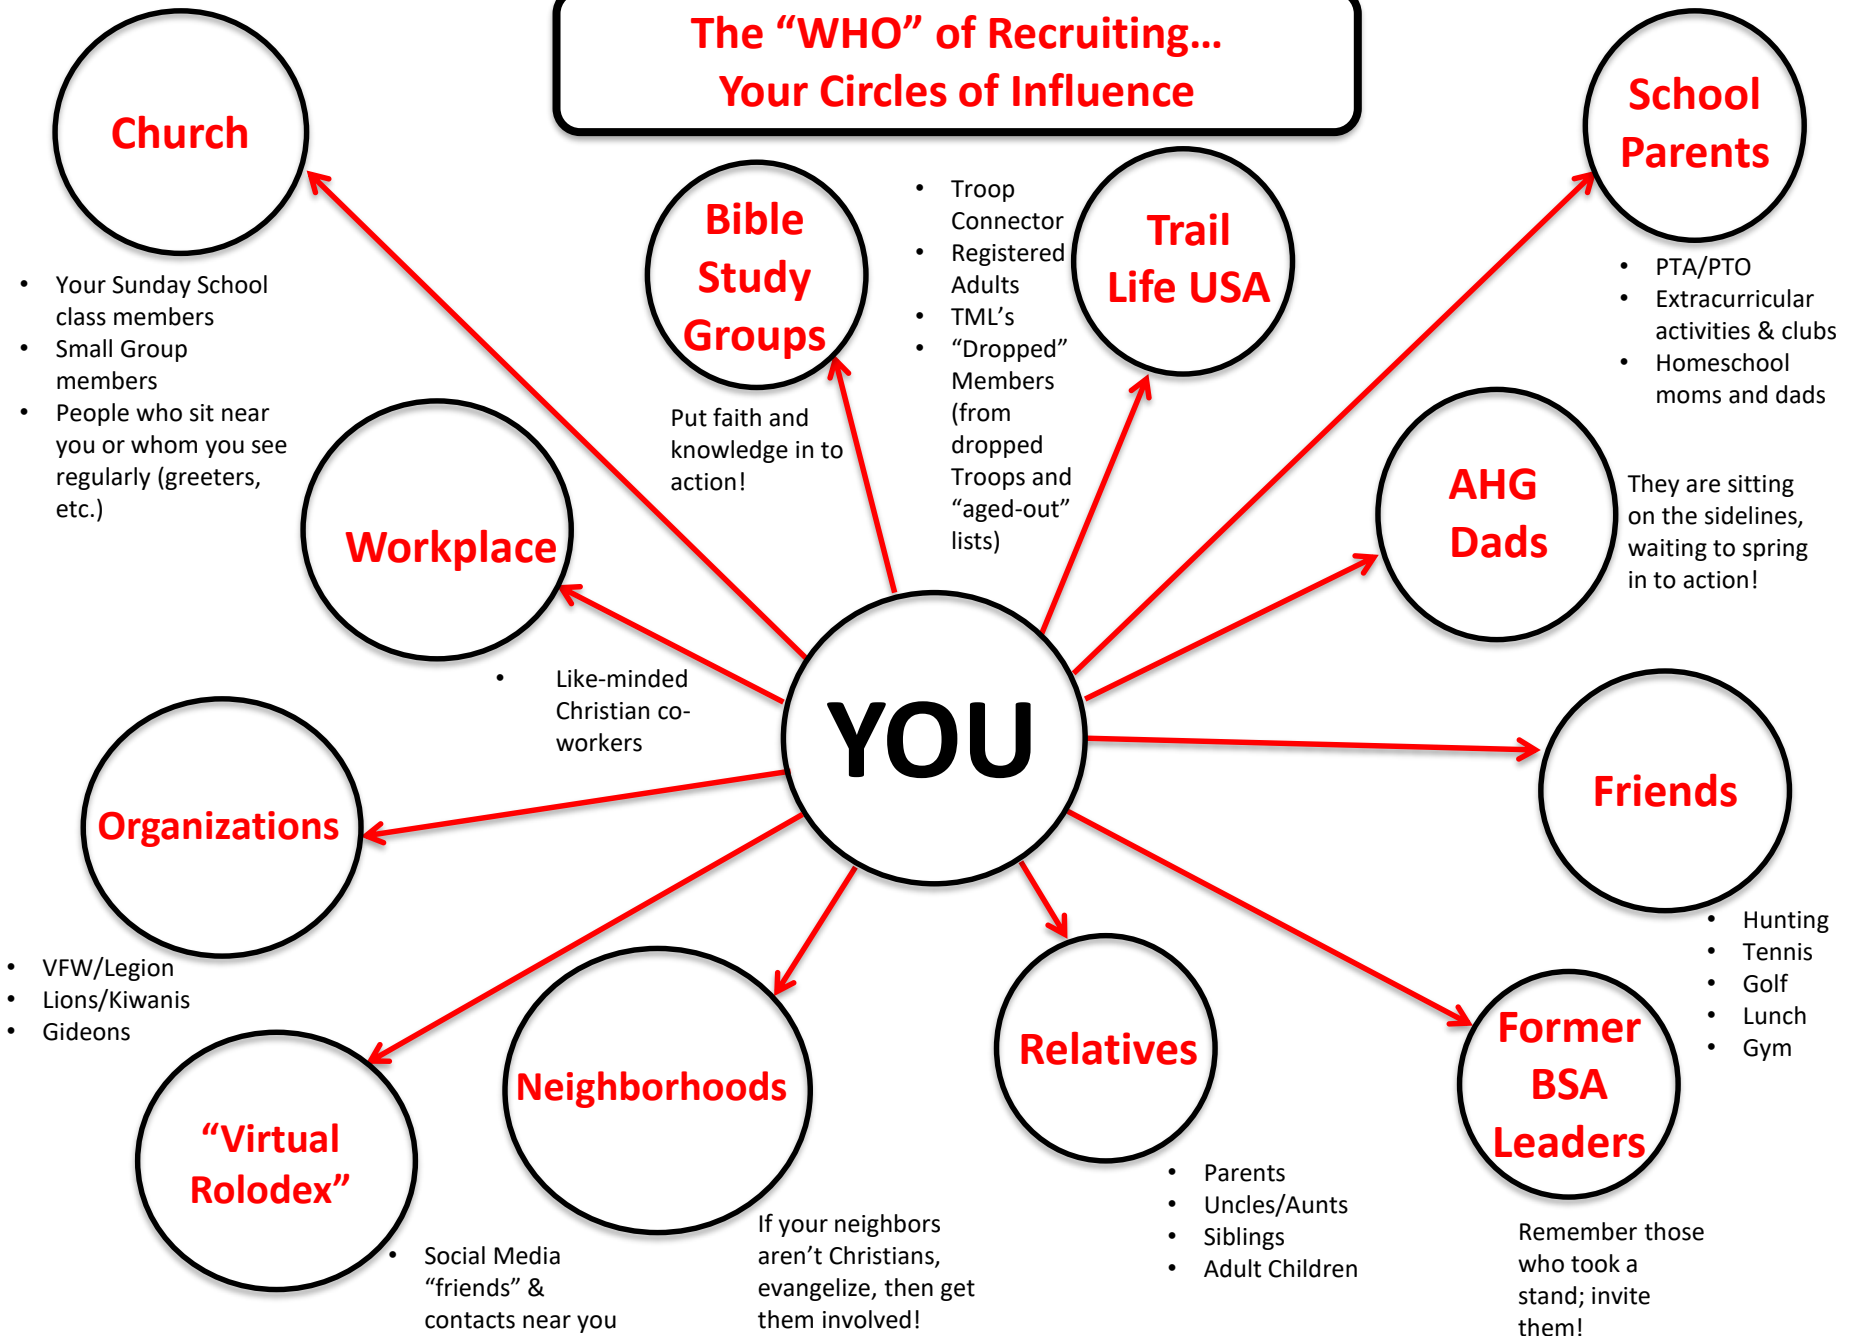 The “WHO” of Recruiting...
Your Circles of Influence
Church
• Your Sunday School
class members
• Small Group
members
• People who sit near
you or whom you see
regularly (greeters,
etc.)
Bible
Study
Groups
Put faith and
knowledge in to
action!
• Troop
Connector
• Registered
Adults
• TML’s
• “Dropped”
Members
(from
dropped
Troops and
“aged-out”
lists)
Trail
Life USA
School
Parents
• PTA/PTO
• Extracurricular
activities & clubs
• Homeschool
moms and dads
Workplace
• Like-minded
Christian co-
workers
AHG
Dads
They are sitting
on the sidelines,
waiting to spring
in to action!
YOU
Organizations
• VFW/Legion
• Lions/Kiwanis
• Gideons
Friends
• Hunting
• Tennis
• Golf
• Lunch
• Gym
“Virtual
Rolodex”
• Social Media
“friends” &
contacts near you
Neighborhoods
If your neighbors
aren’t Christians,
evangelize, then get
them involved!
Relatives
• Parents
• Uncles/Aunts
• Siblings
• Adult Children
Former
BSA
Leaders
Remember those
who took a
stand; invite
them!